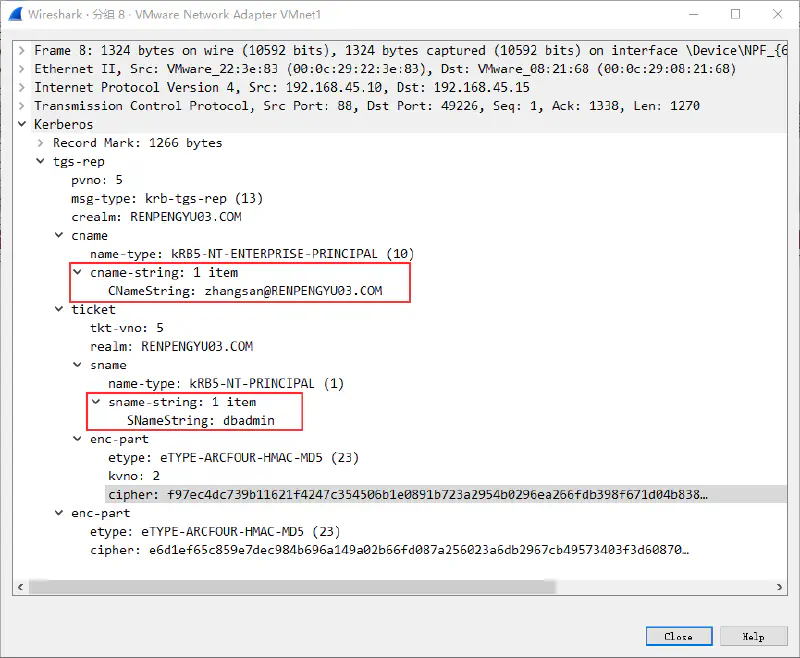 Wireshark · 分组 8 · VMware Network Adapter VMnet1
Frame 8: 1324 bytes on wire (10592 bits), 1324 bytes captured (10592 bits) on interface \Device\NPF_{6
Ethernet II, Src: VMware_22:3e:83 (00:0c:29:22:3e:83), Dst: VMware_08:21:68 (00:0c:29:08:21:68)
Internet Protocol Version 4, Src: 192.168.45.10, Dst: 192.168.45.15
Transmission Control Protocol, Src Port: 88, Dst Port: 49226, Seq: 1, Ack: 1338, Len: 1270
Kerberos
Record Mark: 1266 bytes
tgs-rep
pvno: 5
msg-type: krb-tgs-rep (13)
crealm: RENPENGYU03.COM
cname
name-type: kRB5-NT-ENTERPRISE-PRINCIPAL (10)
cname-string: 1 item
CNameString: zhangsan@RENPENGYU03.COM
ticket
tkt-vno: 5
realm: RENPENGYU03.COM
sname
name-type: kRB5-NT-PRINCIPAL (1)
sname-string: 1 item
SNameString: dbadmin
enc-part
etype: eTYPE-ARCFOUR-HMAC-MD5 (23)
kvno: 2
cipher: f97ec4dc739b11621f4247c354506b1e0891b723a2954b0296ea266fdb398f671d04b838…
enc-part
etype: eTYPE-ARCFOUR-HMAC-MD5 (23)
cipher: e6d1ef65c859e7dec984b696a149a02b66fd087a256023a6db2967cb49573403f3d60870…
Close
Help